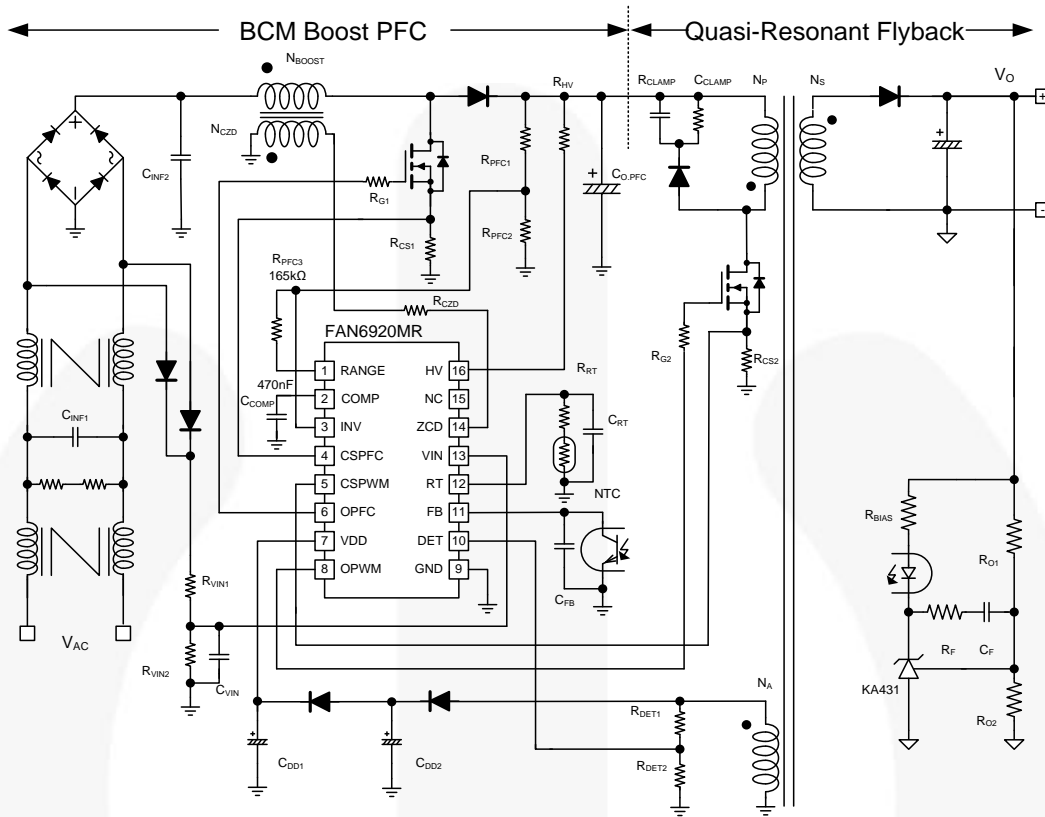 BCM Boost PFC
Quasi-Resonant Flyback
NBOOST
NCZD
CINF2
RG1
RCS1
RPFC1
RPFC2
RHV
CO.PFC
RCLAMP
CCLAMP
NP
NS
VO
+
-
+
~
~
-
RPFC3
165kΩ
RCZD
FAN6920MR
470nF
CCOMP
1 RANGE
2 COMP
3 INV
4 CSPFC
5 CSPWM
6 OPFC
7 VDD
8 OPWM
HV 16
NC 15
ZCD 14
VIN 13
RT 12
FB 11
DET 10
GND 9
RRT
CRT
NTC
CFB
RG2
RCS2
CINF1
VAC
RVIN1
RVIN2
CVIN
CDD1
CDD2
RDET1
RDET2
NA
RBIAS
RO1
RF
CF
KA431
RO2
+
+
+
+